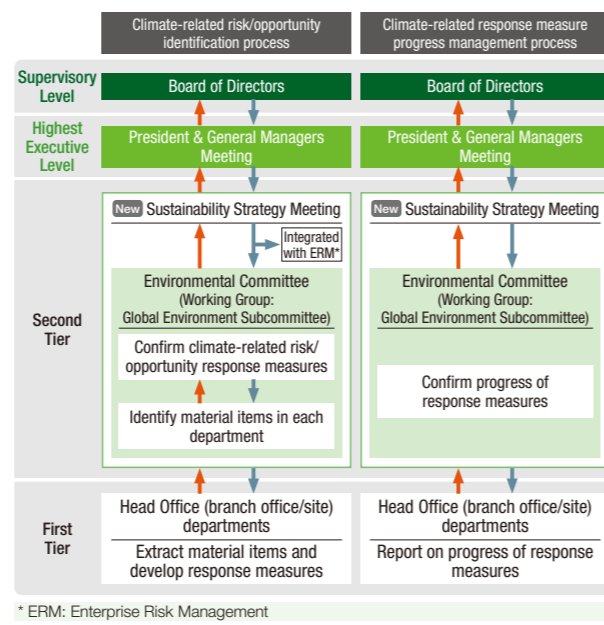 Climate-related risk/opportunity
identification process
Climate-related response measure
progress management process
Supervisory
Level
Board of Directors
Board of Directors
Highest
Executive
Level
President & General Managers
Meeting
President & General Managers
Meeting
Second
Tier
New Sustainability Strategy Meeting
Integrated
with ERM*
Environmental Committee
(Working Group:
Global Environment Subcommittee)
Confirm climate-related risk/
opportunity response measures
Identify material items in each
department
New Sustainability Strategy Meeting
Environmental Committee
(Working Group:
Global Environment Subcommittee)
Confirm progress of
response measures
First
Tier
Head Office (branch office/site)
departments
Extract material items and
develop response measures
Head Office (branch office/site)
departments
Report on progress of response
measures
* ERM: Enterprise Risk Management